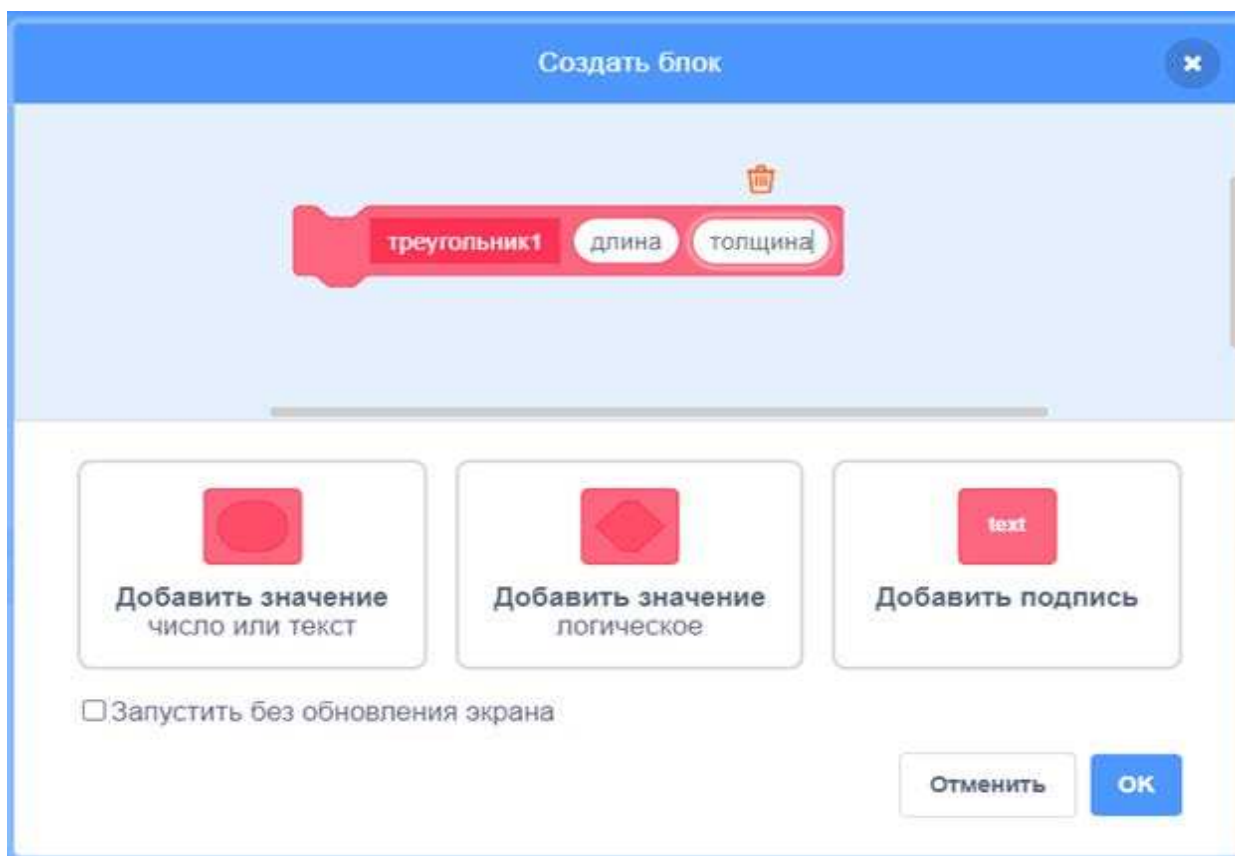 Создать блок
треугольник1 длина толщина
text
Добавить значение
число или текст
Добавить значение
логическое
Добавить подпись
Запустить без обновления экрана
Отменить
OK